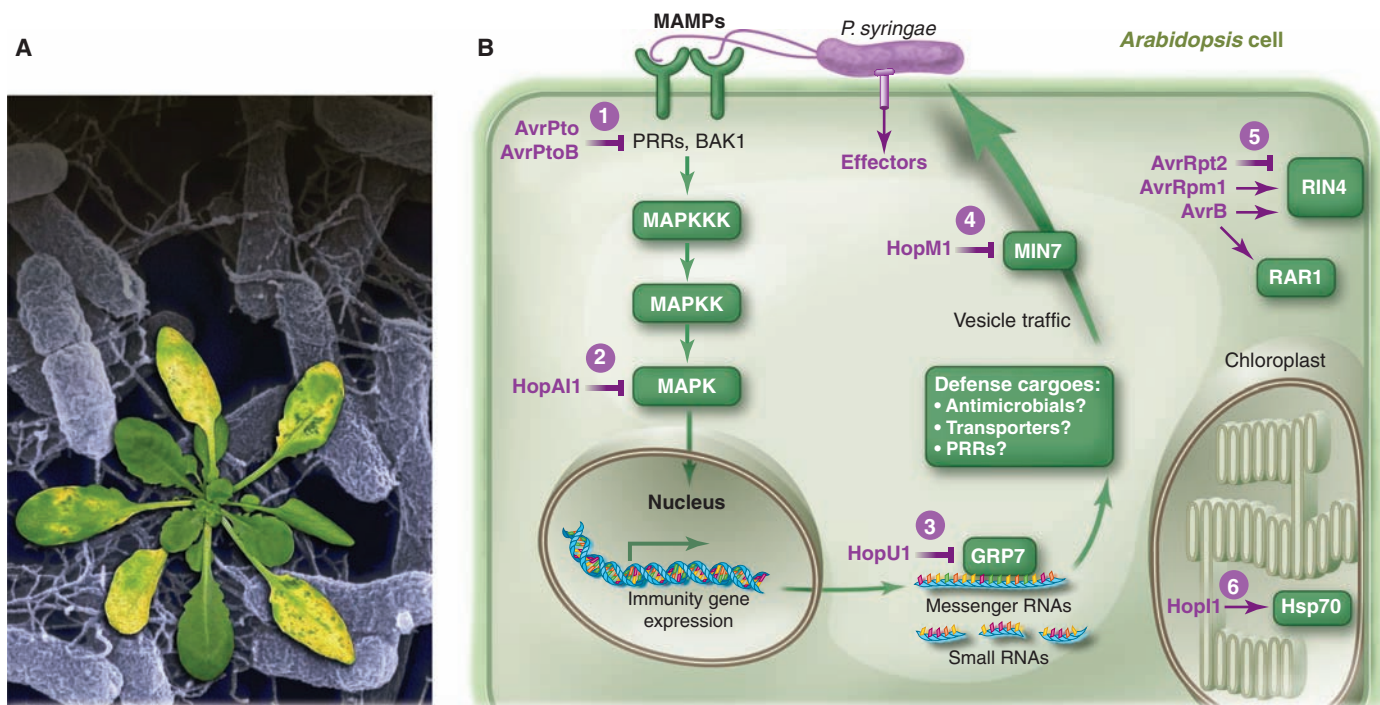 A
B
MAMPs
P. syringae
Arabidopsis cell
1
AvrPto
AvrPtoB
PRRs, BAK1
Effectors
5
AvrRpt2
AvrRpm1
AvrB
RIN4
RAR1
MAPKKK
4
HopM1
MIN7
MAPKK
Vesicle traffic
2
HopAI1
MAPK
Chloroplast
Defense cargoes:
• Antimicrobials?
• Transporters?
• PRRs?
Nucleus
3
HopU1
GRP7
Immunity gene
expression
Messenger RNAs
Small RNAs
6
HopI1
Hsp70